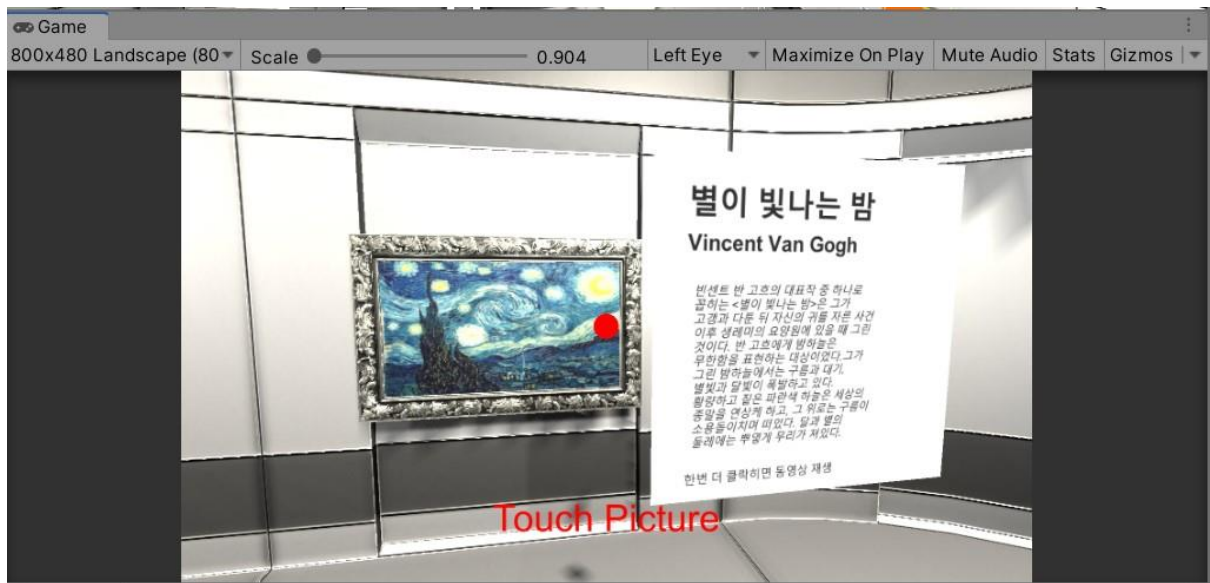 Game
800x480 Landscape (80
Scale
0.904
Left Eye
Maximize On Play
Mute Audio
Stats
Gizmos
별이 빛나는 밤
Vincent Van Gogh
빈센트 반 고흐의 대표작 중 하나로
꼽히는 <별이 빛나는 밤>은 그가
고갱과 다툰 뒤 자신의 귀를 자른 사건
이후 생레미의 요양원에 있을 때 그린
것이다. 반 고흐에게 밤하늘은
무한함을 표현하는 대상이었다.그가
그린 밤하늘에서는 구름과 대기,
별빛과 달빛이 폭발하고 있다.
황량하고 짙은 파란색 하늘은 세상의
종말을 연상케 하고, 그 위로는 구름이
소용돌이치며 떠있다. 달과 별의
둘레에는 뿌옇게 무리가 져있다.
한번 더 클락히면 동영상 재생
Touch Picture